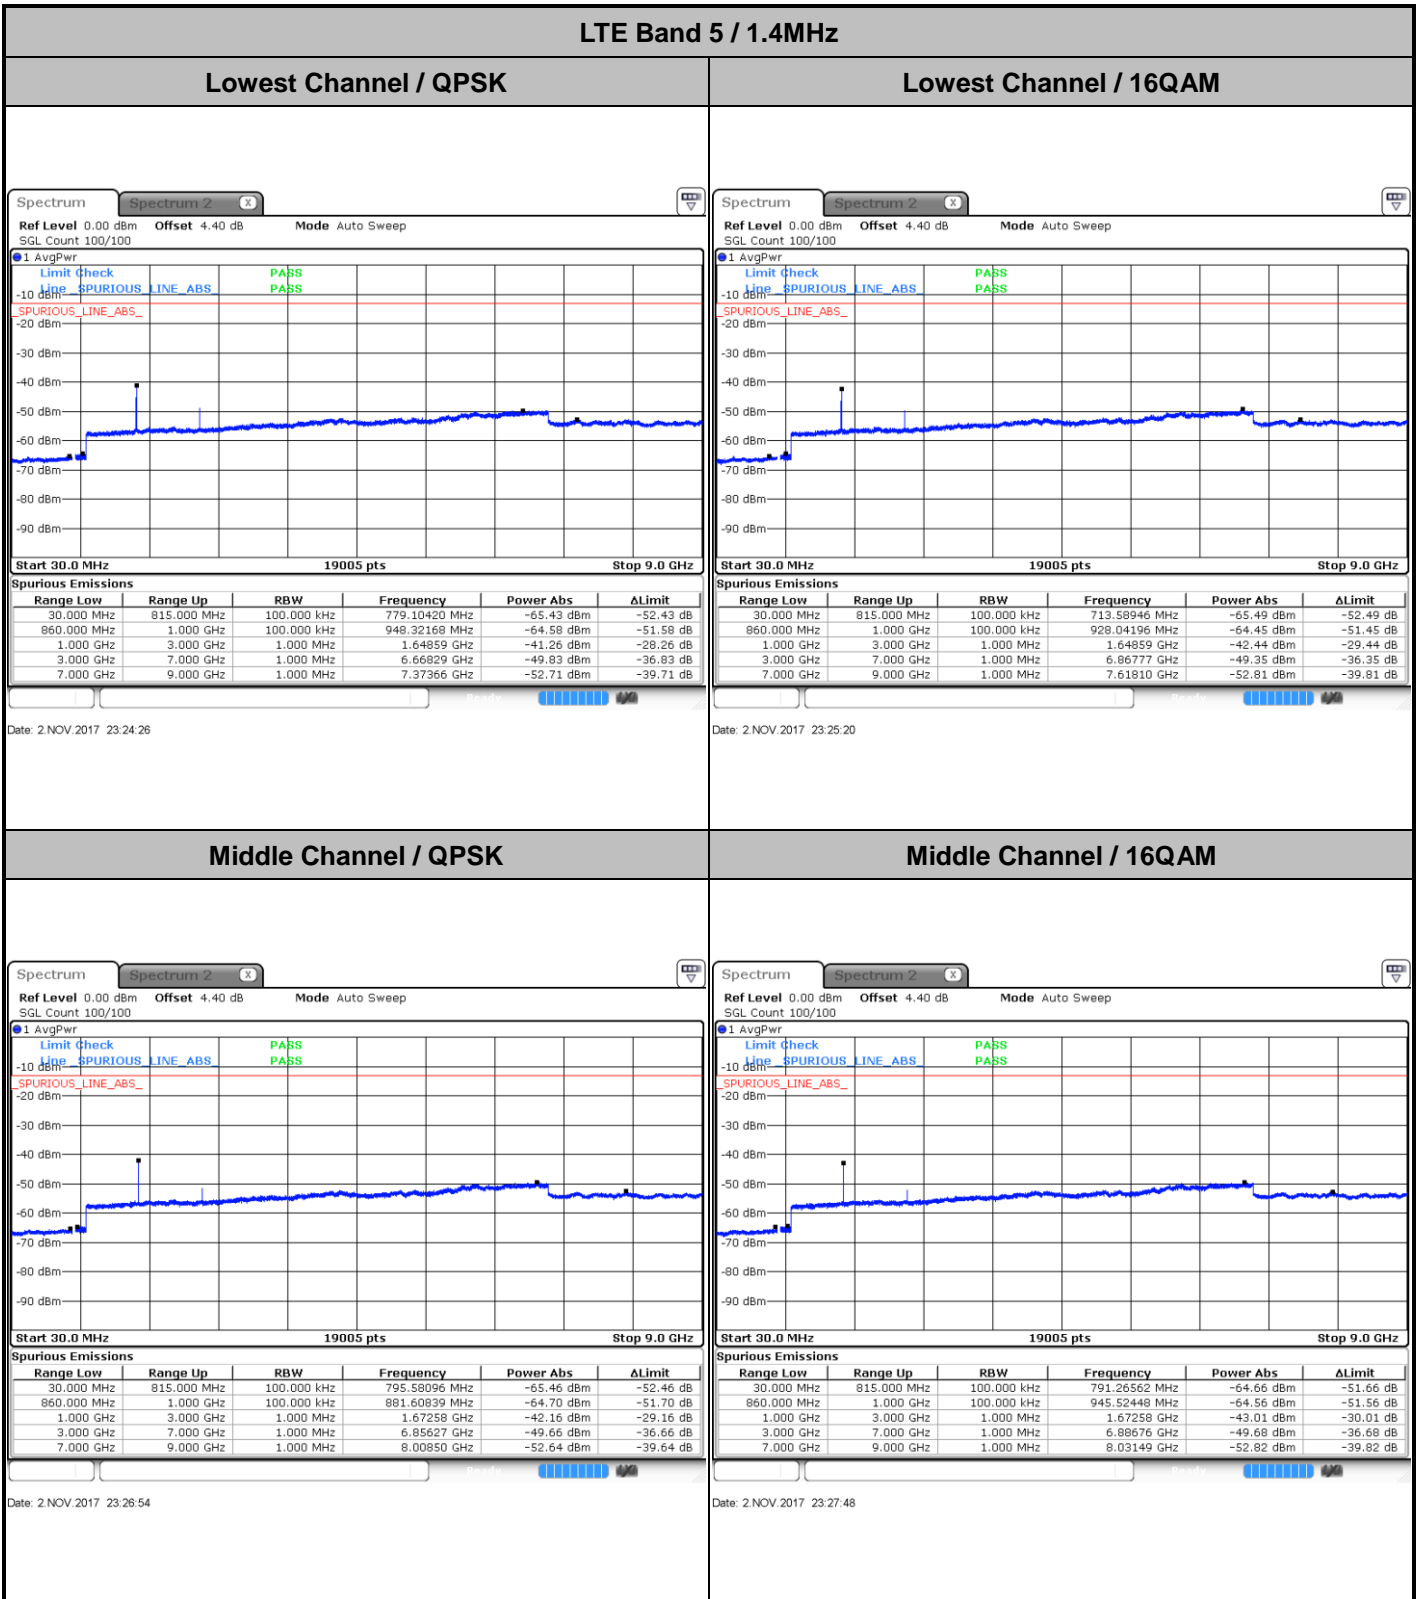 LTE Band 5 / 1.4MHz
Lowest Channel / QPSK
Lowest Channel / 16QAM
Spectrum
Spectrum 2
Ref Level 0.00 dBm Offset 4.40 dB Mode Auto Sweep
SGL Count 100/100
1 AvgPwr
Limit Check PASS
Line _SPURIOUS_LINE_ABS_ PASS
-10 dBm
_SPURIOUS_LINE_ABS_
-20 dBm
-30 dBm
-40 dBm
-50 dBm
-60 dBm
-70 dBm
-80 dBm
-90 dBm
Start 30.0 MHz 19005 pts Stop 9.0 GHz
Spurious Emissions
Range Low Range Up RBW Frequency Power Abs ΔLimit
30.000 MHz 815.000 MHz 100.000 kHz 779.10420 MHz -65.43 dBm -52.43 dB
860.000 MHz 1.000 GHz 100.000 kHz 948.32168 MHz -64.58 dBm -51.58 dB
1.000 GHz 3.000 GHz 1.000 MHz 1.64859 GHz -41.26 dBm -28.26 dB
3.000 GHz 7.000 GHz 1.000 MHz 6.66829 GHz -49.83 dBm -36.83 dB
7.000 GHz 9.000 GHz 1.000 MHz 7.37366 GHz -52.71 dBm -39.71 dB
Ready
Date: 2.NOV.2017 23:24:26
Spectrum
Spectrum 2
Ref Level 0.00 dBm Offset 4.40 dB Mode Auto Sweep
SGL Count 100/100
1 AvgPwr
Limit Check PASS
Line _SPURIOUS_LINE_ABS_ PASS
-10 dBm
_SPURIOUS_LINE_ABS_
-20 dBm
-30 dBm
-40 dBm
-50 dBm
-60 dBm
-70 dBm
-80 dBm
-90 dBm
Start 30.0 MHz 19005 pts Stop 9.0 GHz
Spurious Emissions
Range Low Range Up RBW Frequency Power Abs ΔLimit
30.000 MHz 815.000 MHz 100.000 kHz 713.58946 MHz -65.49 dBm -52.49 dB
860.000 MHz 1.000 GHz 100.000 kHz 928.04196 MHz -64.45 dBm -51.45 dB
1.000 GHz 3.000 GHz 1.000 MHz 1.64859 GHz -42.44 dBm -29.44 dB
3.000 GHz 7.000 GHz 1.000 MHz 6.86777 GHz -49.35 dBm -36.35 dB
7.000 GHz 9.000 GHz 1.000 MHz 7.61810 GHz -52.81 dBm -39.81 dB
Ready
Date: 2.NOV.2017 23:25:20
Middle Channel / QPSK
Middle Channel / 16QAM
Spectrum
Spectrum 2
Ref Level 0.00 dBm Offset 4.40 dB Mode Auto Sweep
SGL Count 100/100
1 AvgPwr
Limit Check PASS
Line _SPURIOUS_LINE_ABS_ PASS
-10 dBm
_SPURIOUS_LINE_ABS_
-20 dBm
-30 dBm
-40 dBm
-50 dBm
-60 dBm
-70 dBm
-80 dBm
-90 dBm
Start 30.0 MHz 19005 pts Stop 9.0 GHz
Spurious Emissions
Range Low Range Up RBW Frequency Power Abs ΔLimit
30.000 MHz 815.000 MHz 100.000 kHz 795.58096 MHz -65.46 dBm -52.46 dB
860.000 MHz 1.000 GHz 100.000 kHz 881.60839 MHz -64.70 dBm -51.70 dB
1.000 GHz 3.000 GHz 1.000 MHz 1.67258 GHz -42.16 dBm -29.16 dB
3.000 GHz 7.000 GHz 1.000 MHz 6.85627 GHz -49.66 dBm -36.66 dB
7.000 GHz 9.000 GHz 1.000 MHz 8.00850 GHz -52.64 dBm -39.64 dB
Ready
Date: 2.NOV.2017 23:26:54
Spectrum
Spectrum 2
Ref Level 0.00 dBm Offset 4.40 dB Mode Auto Sweep
SGL Count 100/100
1 AvgPwr
Limit Check PASS
Line _SPURIOUS_LINE_ABS_ PASS
-10 dBm
_SPURIOUS_LINE_ABS_
-20 dBm
-30 dBm
-40 dBm
-50 dBm
-60 dBm
-70 dBm
-80 dBm
-90 dBm
Start 30.0 MHz 19005 pts Stop 9.0 GHz
Spurious Emissions
Range Low Range Up RBW Frequency Power Abs ΔLimit
30.000 MHz 815.000 MHz 100.000 kHz 791.26562 MHz -64.66 dBm -51.66 dB
860.000 MHz 1.000 GHz 100.000 kHz 945.52448 MHz -64.56 dBm -51.56 dB
1.000 GHz 3.000 GHz 1.000 MHz 1.67258 GHz -43.01 dBm -30.01 dB
3.000 GHz 7.000 GHz 1.000 MHz 6.88676 GHz -49.68 dBm -36.68 dB
7.000 GHz 9.000 GHz 1.000 MHz 8.03149 GHz -52.82 dBm -39.82 dB
Ready
Date: 2.NOV.2017 23:27:48